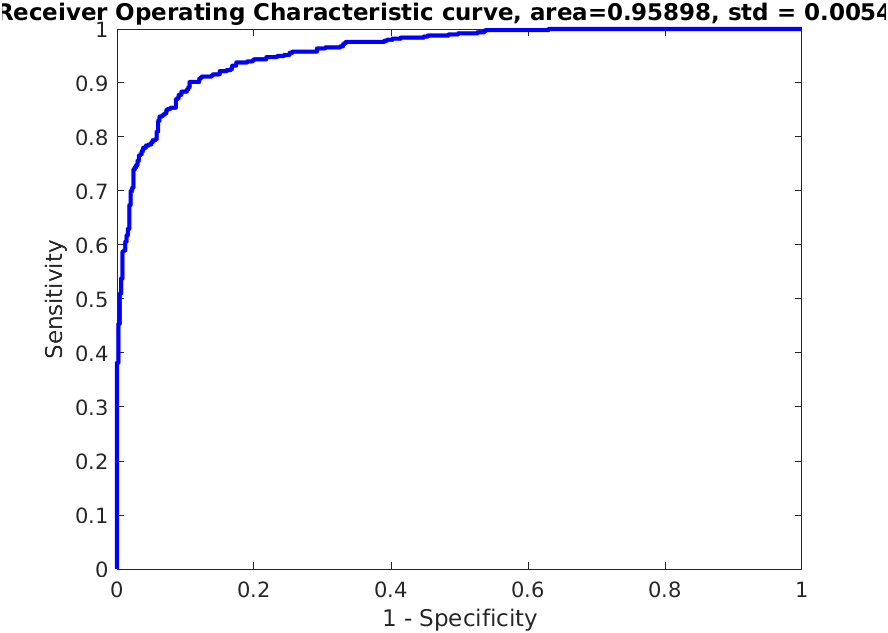 Receiver Operating Characteristic curve, area=0.95898, std = 0.0054
1
0.9
0.8
0.7
0.6
0.5
0.4
0.3
0.2
0.1
0
Sensitivity
0 0.2 0.4 0.6 0.8 1
1 - Specificity